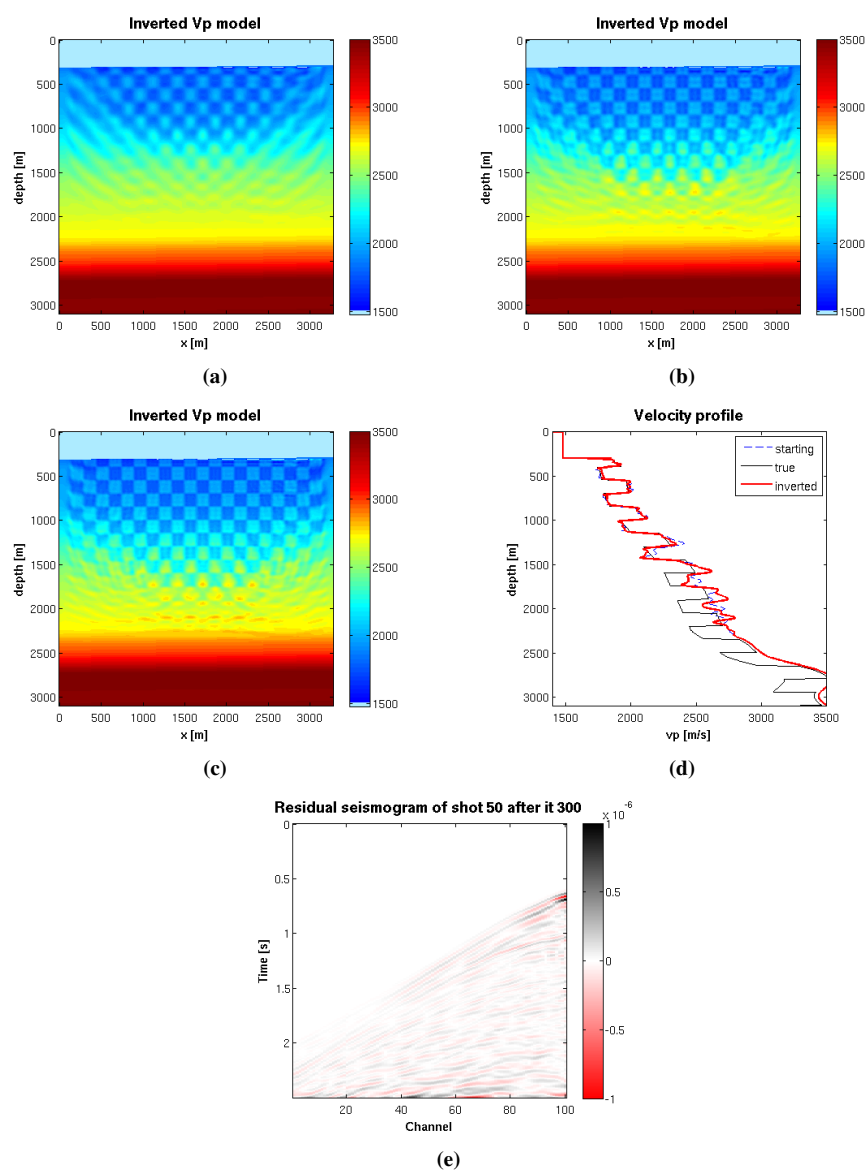 Inverted Vp model
0
500
1000
1500
2000
2500
3000
depth [m]
0 500 1000 1500 2000 2500 3000
x [m]
3500
3000
2500
2000
1500
(a)
Inverted Vp model
0
500
1000
1500
2000
2500
3000
depth [m]
0 500 1000 1500 2000 2500 3000
x [m]
3500
3000
2500
2000
1500
(b)
Inverted Vp model
0
500
1000
1500
2000
2500
3000
depth [m]
0 500 1000 1500 2000 2500 3000
x [m]
3500
3000
2500
2000
1500
(c)
Velocity profile
0
500
1000
1500
2000
2500
3000
depth [m]
1500 2000 2500 3000 3500
vp [m/s]
starting
true
inverted
(d)
Residual seismogram of shot 50 after it 300
0
0.5
1
1.5
2
Time [s]
20 40 60 80 100
Channel
x 10^-6
1
0.5
0
-0.5
-1
(e)